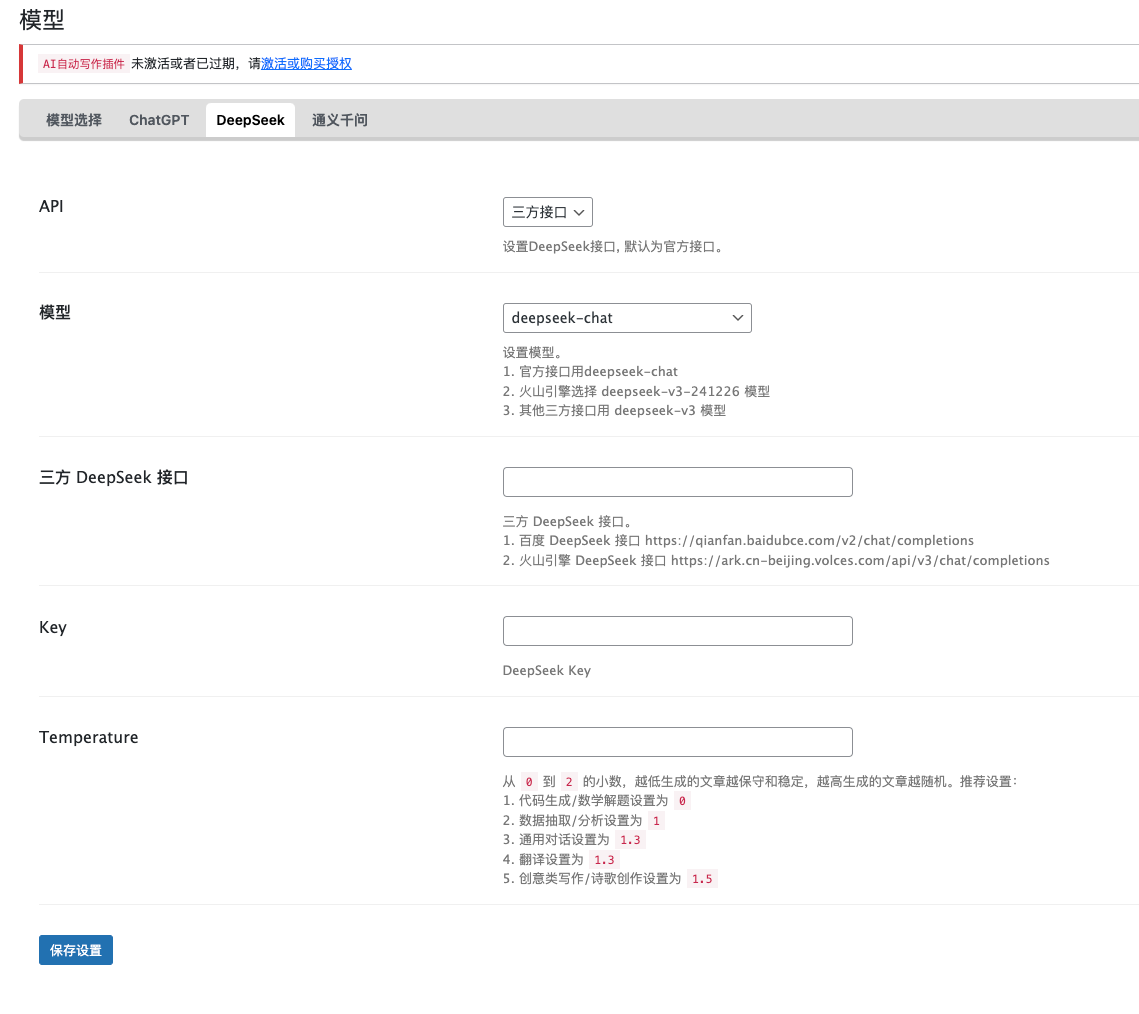 模型
AI自动写作插件 未激活或者已过期，请激活或购买授权
模型选择 ChatGPT DeepSeek 通义千问
API
三方接口
设置DeepSeek接口, 默认为官方接口。
模型
deepseek-chat
设置模型。
1. 官方接口用deepseek-chat
2. 火山引擎选择 deepseek-v3-241226 模型
3. 其他三方接口用 deepseek-v3 模型
三方 DeepSeek 接口
三方 DeepSeek 接口。
1. 百度 DeepSeek 接口 https://qianfan.baidubce.com/v2/chat/completions
2. 火山引擎 DeepSeek 接口 https://ark.cn-beijing.volces.com/api/v3/chat/completions
Key
DeepSeek Key
Temperature
从 0 到 2 的小数，越低生成的文章越保守和稳定，越高生成的文章越随机。推荐设置：
1. 代码生成/数学解题设置为 0
2. 数据抽取/分析设置为 1
3. 通用对话设置为 1.3
4. 翻译设置为 1.3
5. 创意类写作/诗歌创作设置为 1.5
保存设置